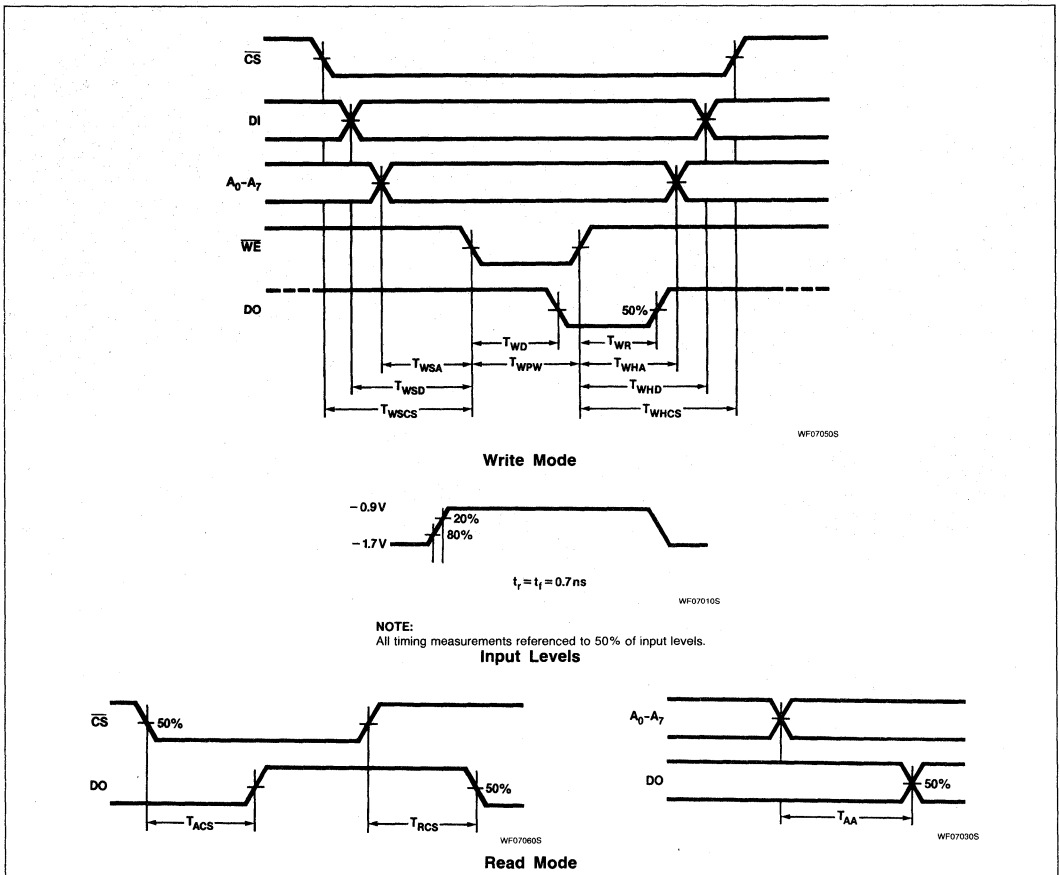 CS
DI
A0-A7
WE
DO
50%
TWD
TWR
TWSA
TWPW
TWHA
TWSD
TWHD
TWSCS
TWHCS
WF07050S
Write Mode
−0.9V
20%
80%
−1.7V
tr = tf = 0.7ns
WF07010S
NOTE:
All timing measurements referenced to 50% of input levels.
Input Levels
CS
50%
DO
50%
TACS
TRCS
WF07060S
A0-A7
DO
50%
TAA
WF07030S
Read Mode